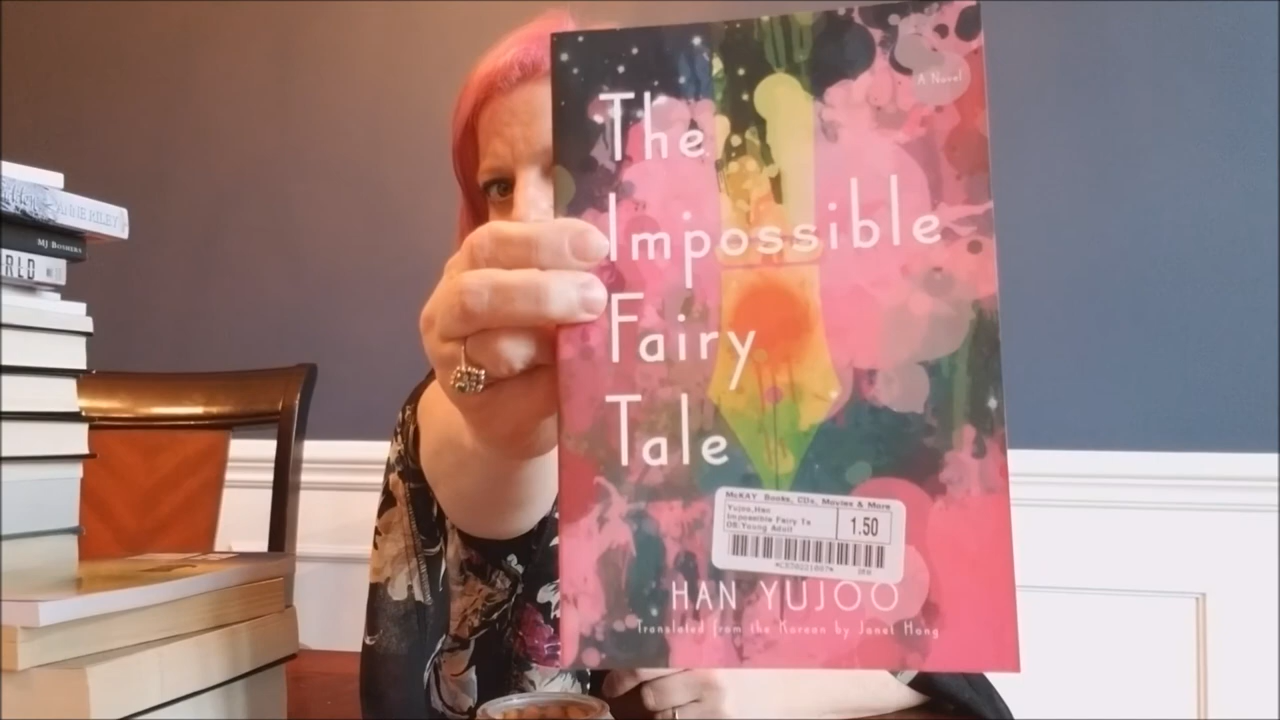 ANNE RILEY
MJ BOSHERS
RLD
A Novel
The
Impossible
Fairy
Tale
McKAY Books, CDs, Movies & More
Yujoo,Han
Impossible Fairy Ta
DB:Young Adult
1.50
HAN YUJOO
Translated from the Korean by Janet Hong